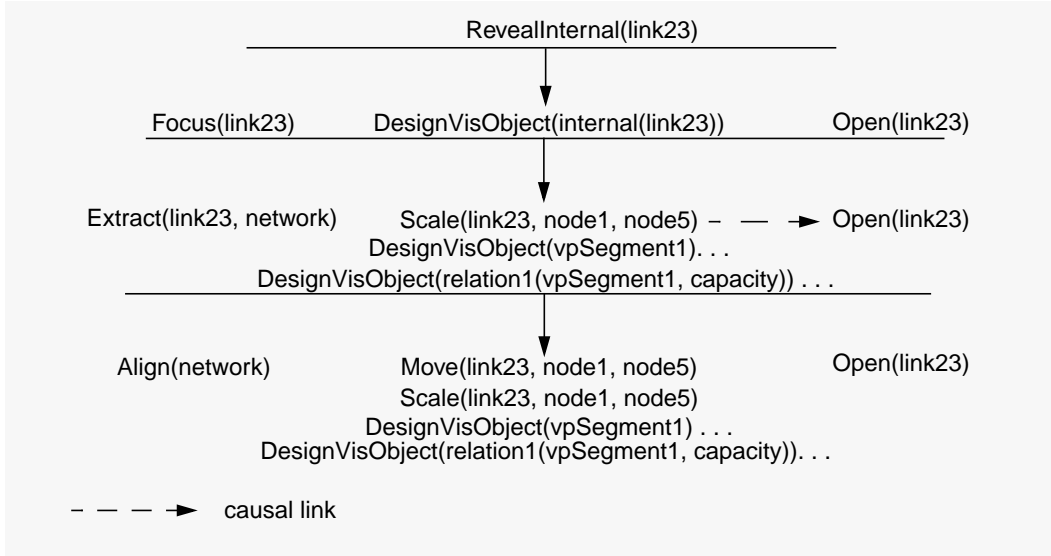 RevealInternal(link23)
Focus(link23) DesignVisObject(internal(link23)) Open(link23)
Extract(link23, network) Scale(link23, node1, node5) Open(link23)
DesignVisObject(vpSegment1). . .
DesignVisObject(relation1(vpSegment1, capacity)) . . .
Align(network) Move(link23, node1, node5) Open(link23)
Scale(link23, node1, node5)
DesignVisObject(vpSegment1) . . .
DesignVisObject(relation1(vpSegment1, capacity)). . .
causal link